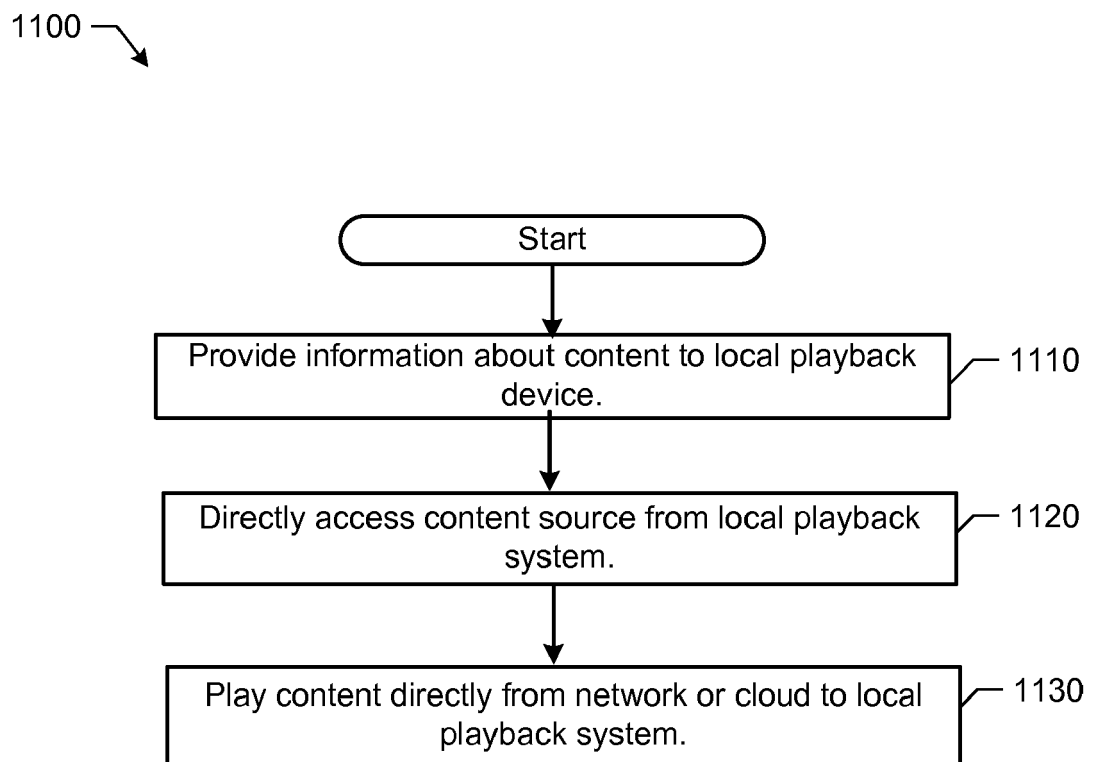 1100
Start
Provide information about content to local playback
device.
1110
Directly access content source from local playback
system.
1120
Play content directly from network or cloud to local
playback system.
1130